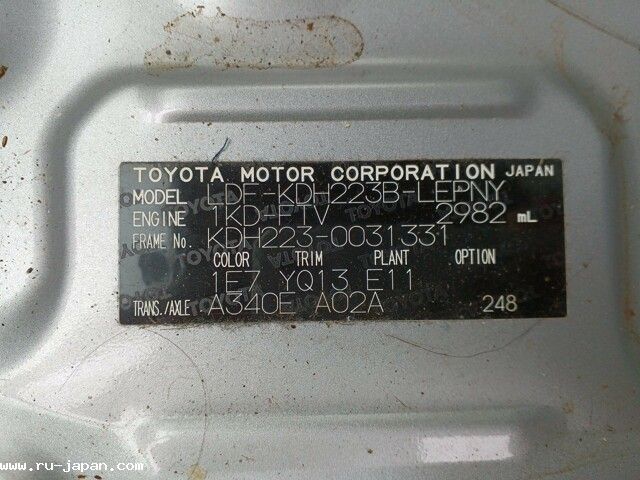 TOYOTA MOTOR CORPORATION JAPAN
MODEL LDF-KDH223B-LEPNY
ENGINE 1KD-FTV 2982 mL
FRAME No. KDH223-0031331
COLOR TRIM PLANT OPTION
1E7 YQ13 E11
TRANS./AXLE A340E A02A 248
www.ru-japan.com